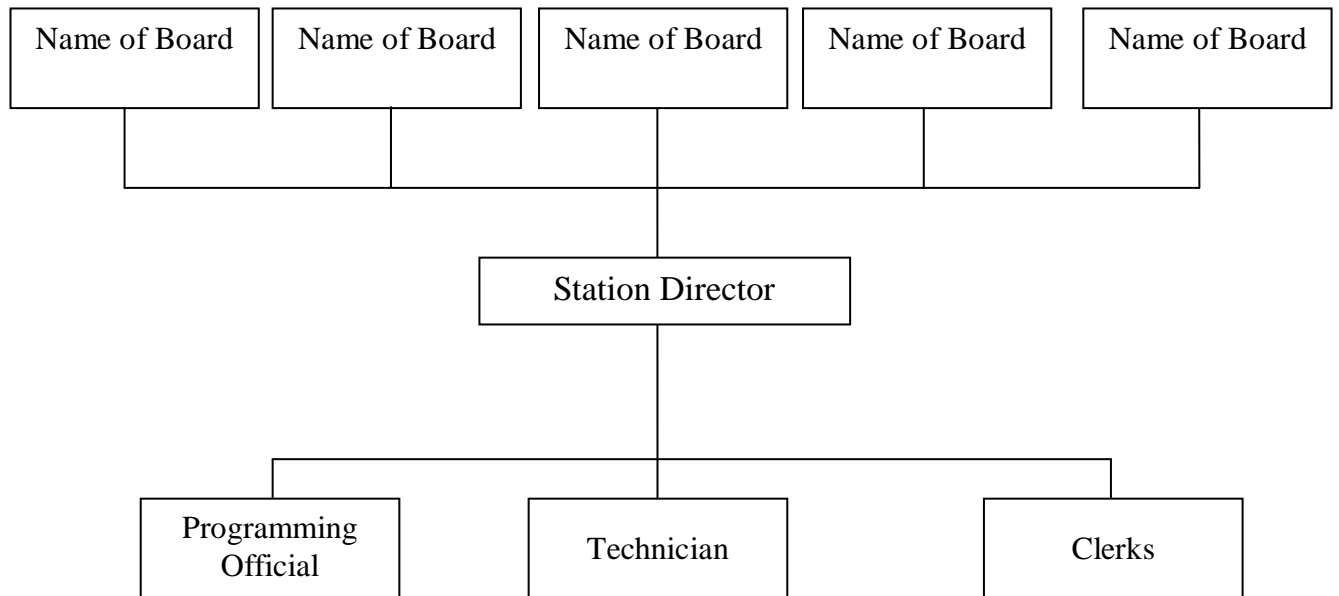 Name of Board
Name of Board
Name of Board
Name of Board
Name of Board
Station Director
Programming
Official
Technician
Clerks